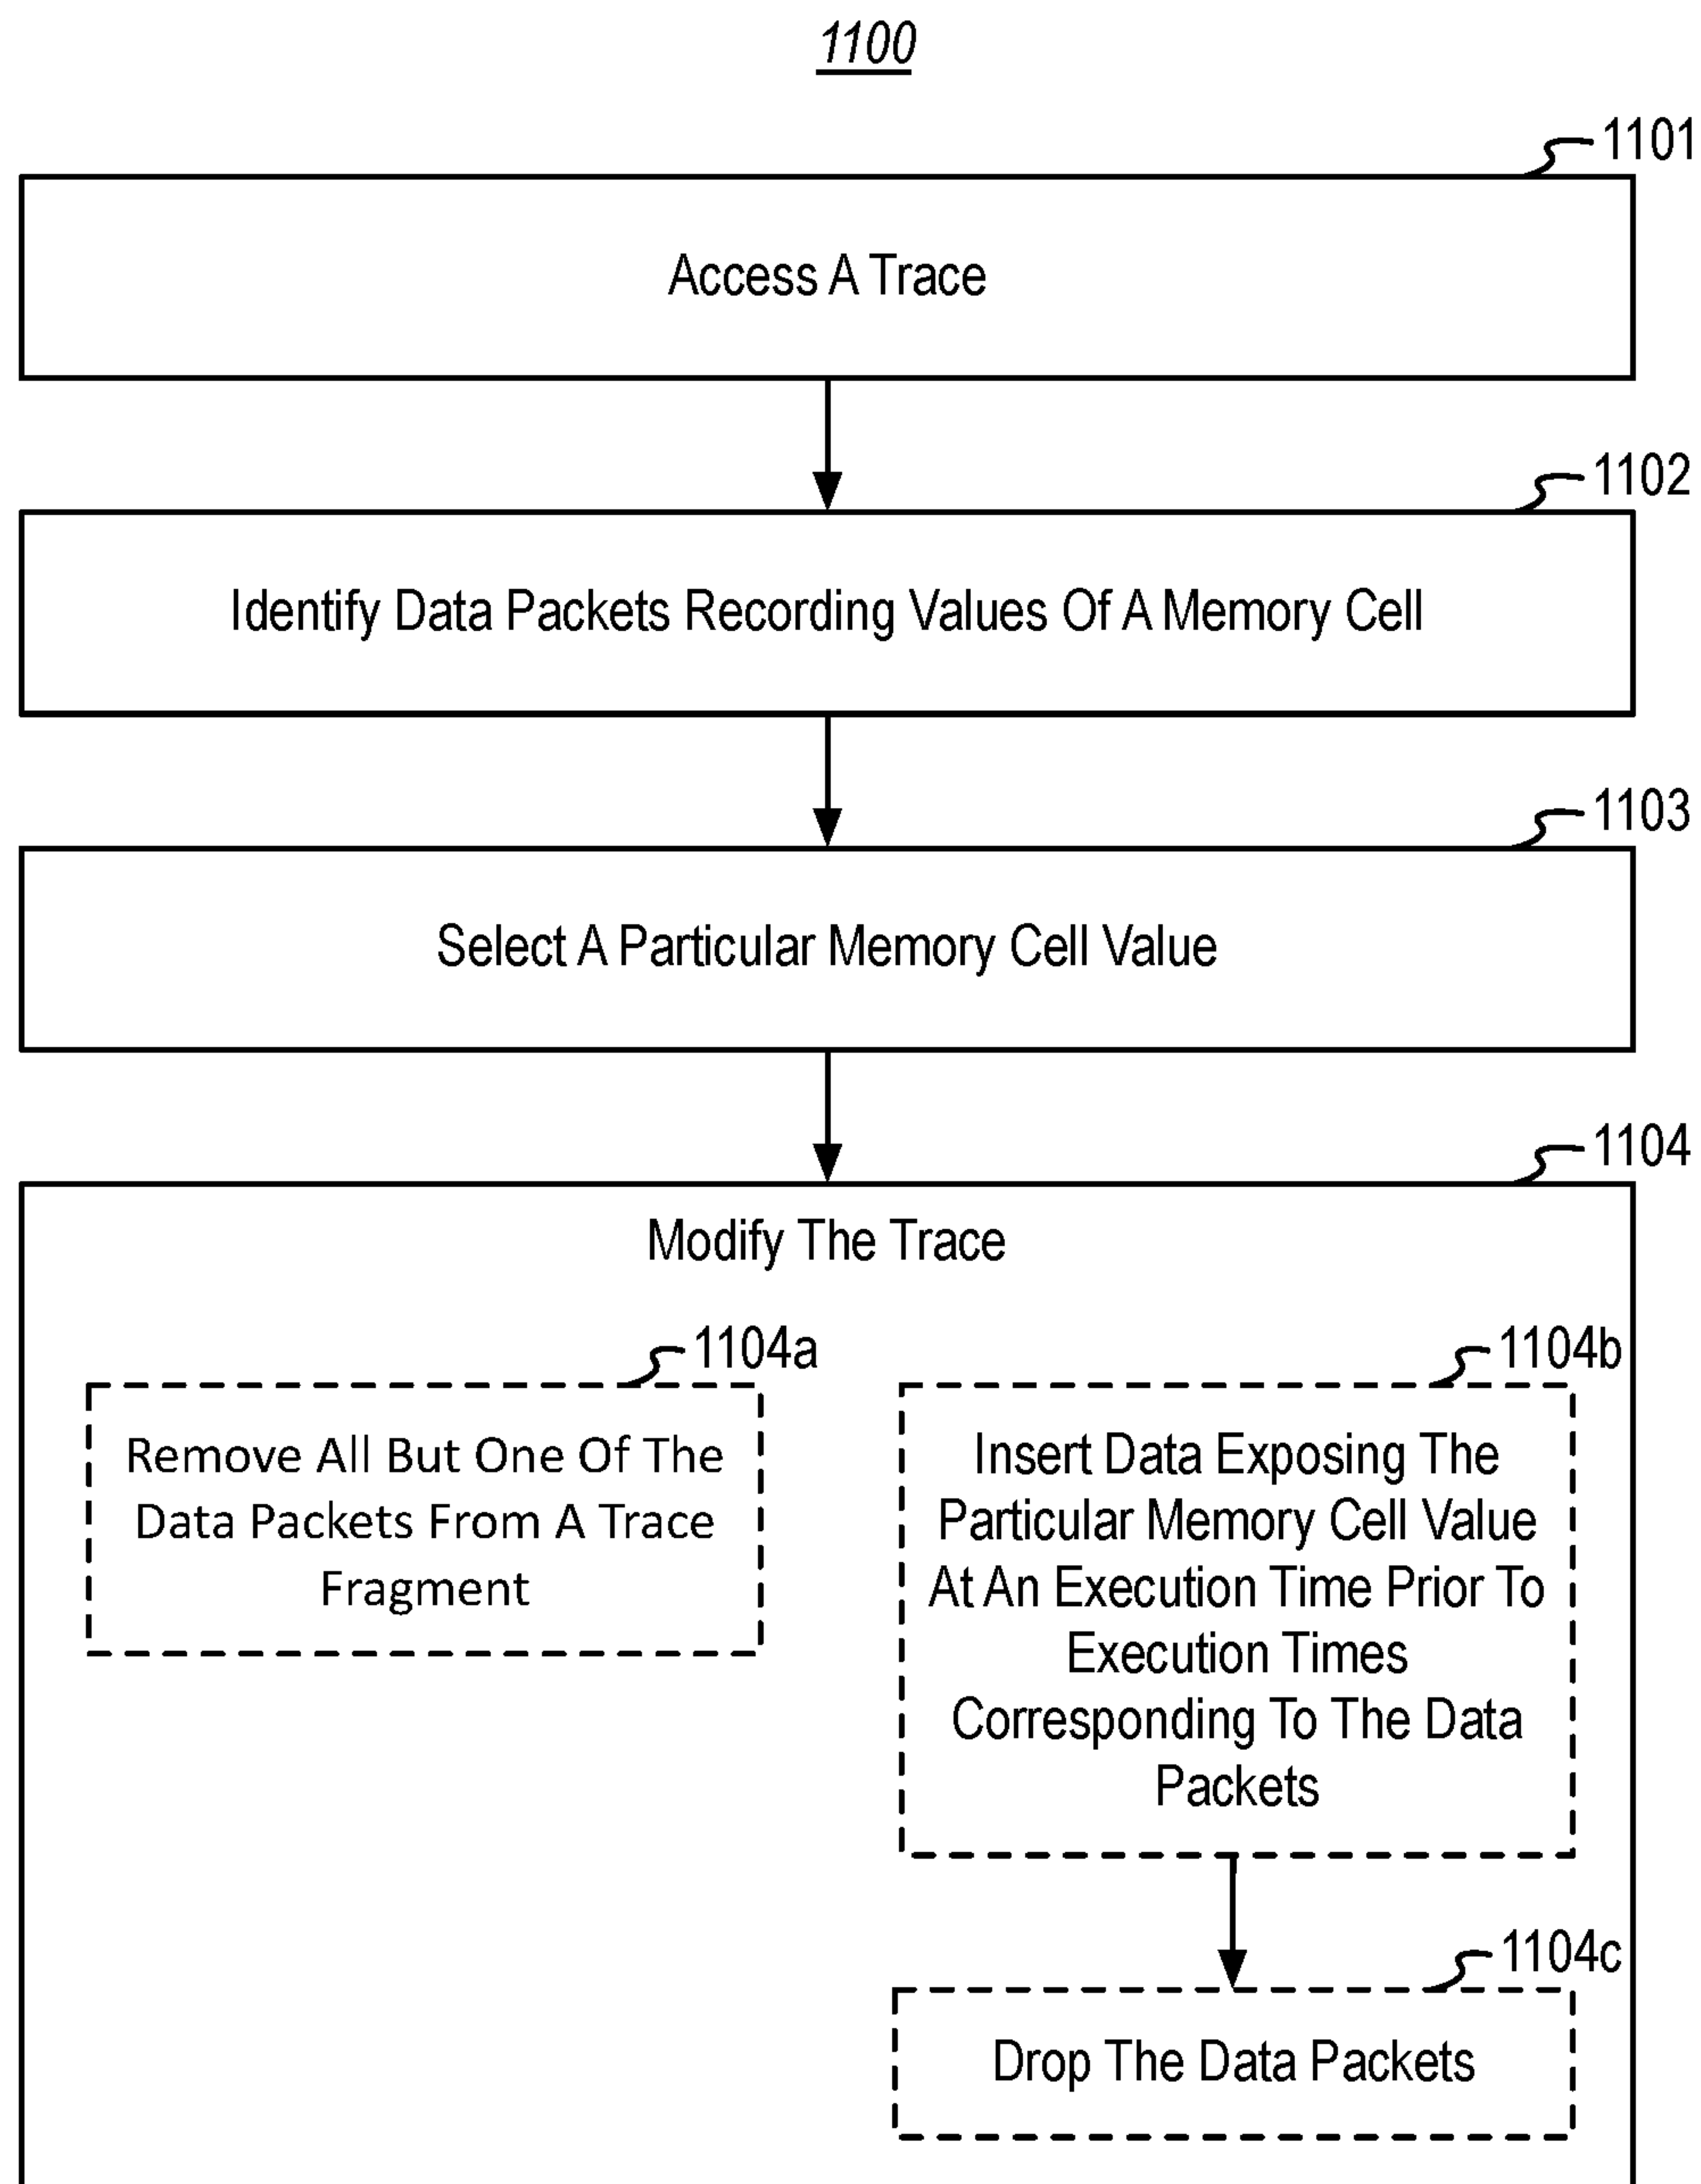 1100
1101
Access A Trace
1102
Identify Data Packets Recording Values Of A Memory Cell
1103
Select A Particular Memory Cell Value
1104
Modify The Trace
1104a
Remove All But One Of The
Data Packets From A Trace
Fragment
1104b
Insert Data Exposing The
Particular Memory Cell Value
At An Execution Time Prior To
Execution Times
Corresponding To The Data
Packets
1104c
Drop The Data Packets